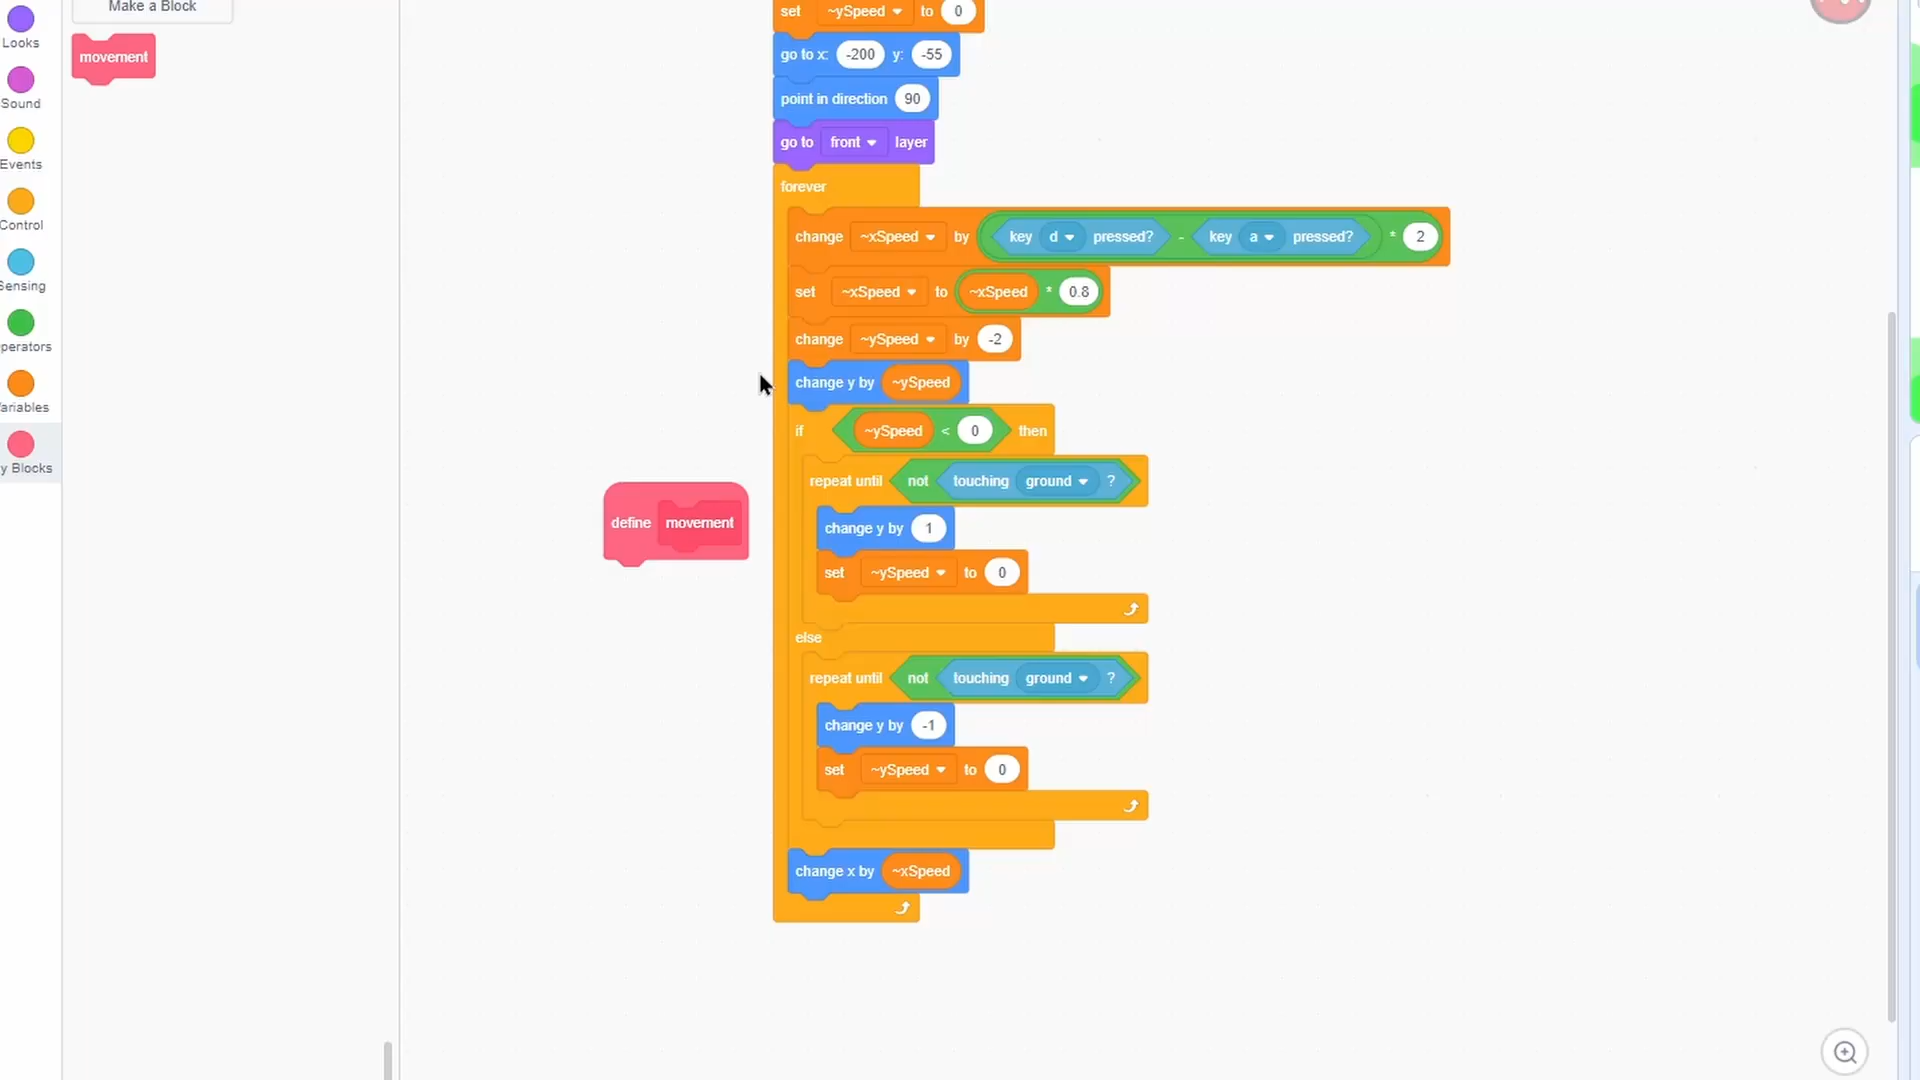 Make a Block
movement
Looks
Sound
Events
Control
Sensing
perators
ariables
y Blocks
define movement
set ~ySpeed to 0
go to x: -200 y: -55
point in direction 90
go to front layer
forever
change ~xSpeed by key d pressed? - key a pressed? * 2
set ~xSpeed to ~xSpeed * 0.8
change ~ySpeed by -2
change y by ~ySpeed
if ~ySpeed < 0 then
repeat until not touching ground ?
change y by 1
set ~ySpeed to 0
else
repeat until not touching ground ?
change y by -1
set ~ySpeed to 0
change x by ~xSpeed